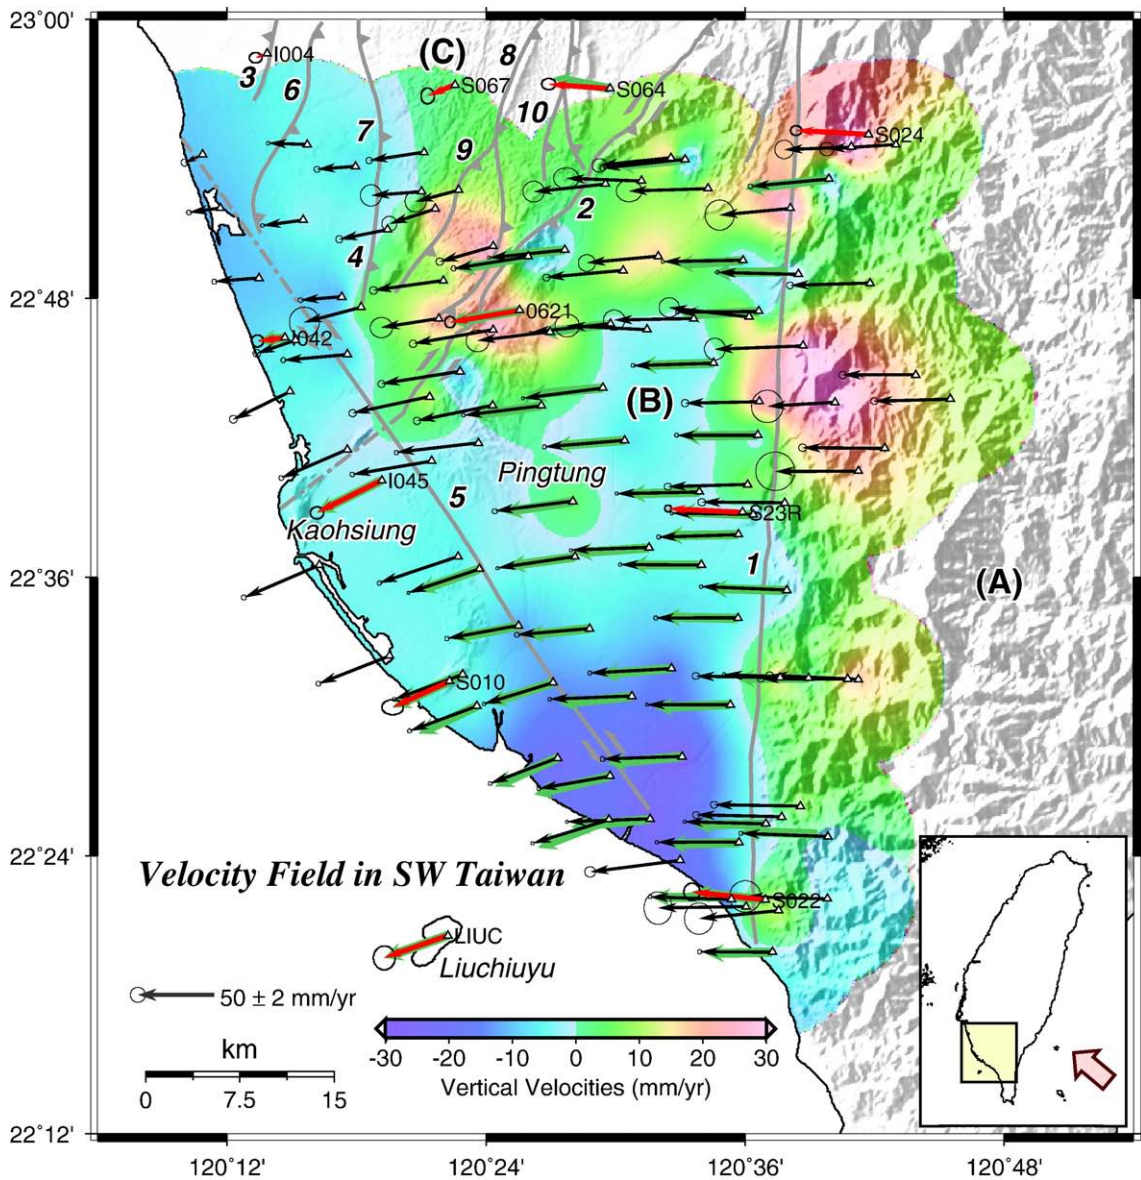 23°00'
(C)
8
3
I004
6
S067
10
S064
7
9
S024
2
4
22°48'
0621
I042
(B)
Pingtung
5
I045
S23R
Kaohsiung
1
22°36'
(A)
S010
22°24'
Velocity Field in SW Taiwan
S022
LIUC
Liuchiuyu
50 ± 2 mm/yr
km
0 7.5 15
-30 -20 -10 0 10 20 30
Vertical Velocities (mm/yr)
22°12'
120°12' 120°24' 120°36' 120°48'